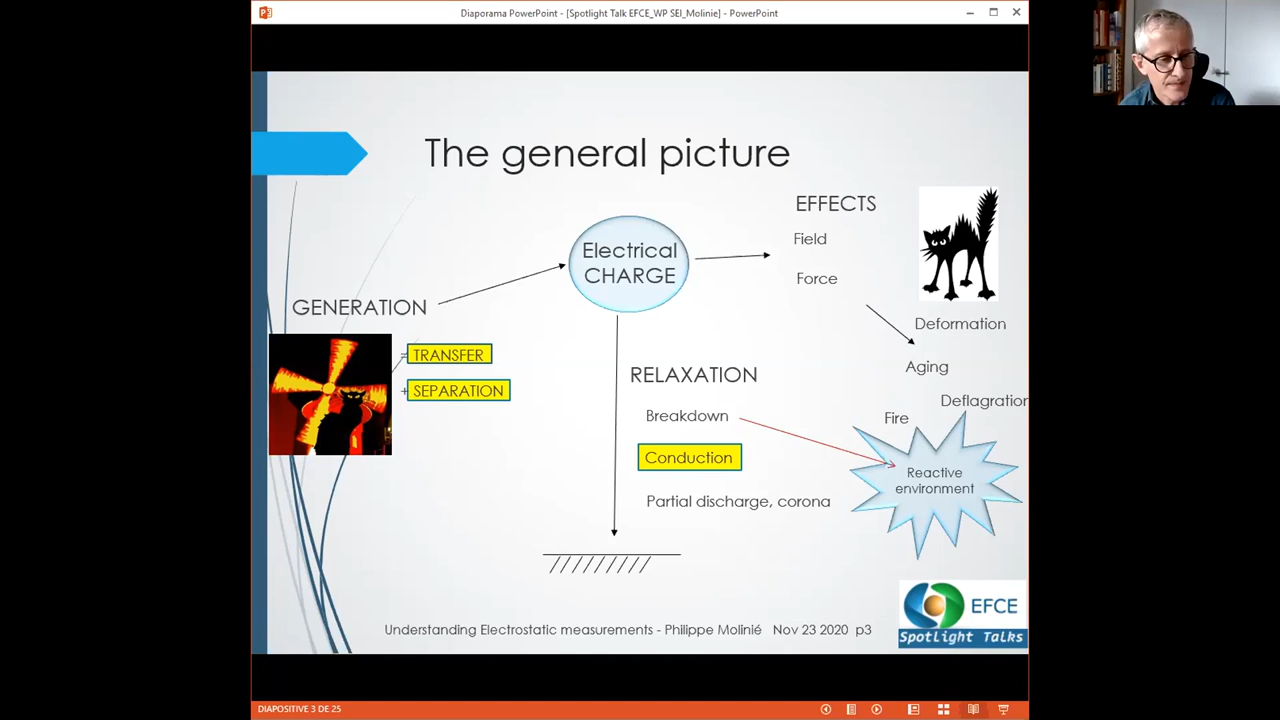 Diaporama PowerPoint - [Spotlight Talk EFCE_WP SEI_Molinie] - PowerPoint
The general picture
EFFECTS
Field
Force
Electrical
CHARGE
GENERATION
= TRANSFER
+ SEPARATION
Deformation
Aging
Deflagration
Fire
RELAXATION
Breakdown
Conduction
Partial discharge, corona
Reactive
environment
EFCE
Spotlight Talks
Understanding Electrostatic measurements - Philippe Molinié Nov 23 2020 p3
DIAPOSITIVE 3 DE 25